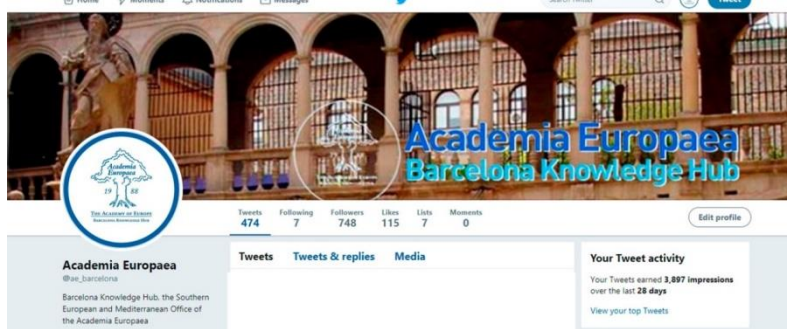 Home Moments Notifications Messages Search Twitter Tweet
Academia Europaea
Barcelona Knowledge Hub
Academia
Europaea
19 88
THE ACADEMY OF EUROPE
BARCELONA KNOWLEDGE HUB
Tweets Following Followers Likes Lists Moments
474 7 748 115 7 0
Edit profile
Academia Europaea
@ae_barcelona
Barcelona Knowledge Hub, the Southern
European and Mediterranean Office of
the Academia Europaea
Tweets Tweets & replies Media
Your Tweet activity
Your Tweets earned 3,897 impressions
over the last 28 days
View your top Tweets